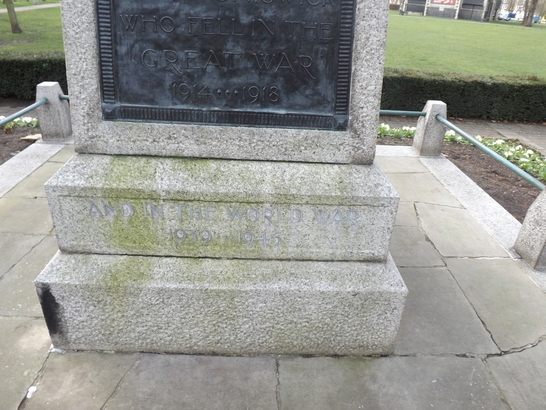 WHO FELL IN THE
GREAT WAR
1914 ... 1918
AND IN THE WORLD WAR
1939 - 1945